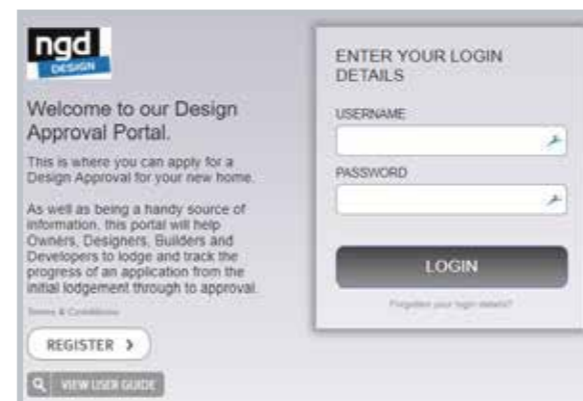 ngd
DESIGN
Welcome to our Design
Approval Portal.
This is where you can apply for a
Design Approval for your new home.
As well as being a handy source of
information, this portal will help
Owners, Designers, Builders and
Developers to lodge and track the
progress of an application from the
initial lodgement through to approval.
Terms & Conditions
REGISTER
VIEW USER GUIDE
ENTER YOUR LOGIN
DETAILS
USERNAME
PASSWORD
LOGIN
Forgotten your login details?